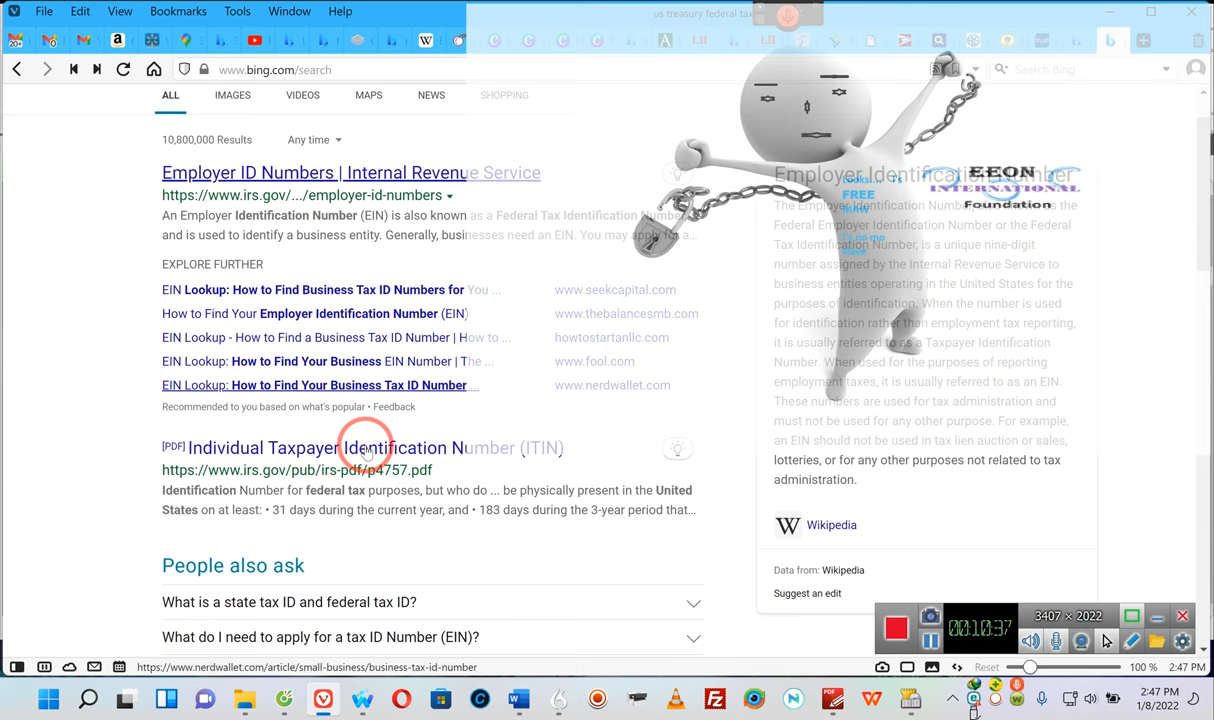 File Edit View Bookmarks Tools Window Help
us treasury federal tax
www.bing.com/search
Search Bing
ALL IMAGES VIDEOS MAPS NEWS SHOPPING
10,800,000 Results Any time
Employer ID Numbers | Internal Revenue Service
https://www.irs.gov/.../employer-id-numbers
An Employer Identification Number (EIN) is also known as a Federal Tax Identification Number,
and is used to identify a business entity. Generally, businesses need an EIN. You may apply for a...
EXPLORE FURTHER
EIN Lookup: How to Find Business Tax ID Numbers for You ... www.seekcapital.com
How to Find Your Employer Identification Number (EIN) www.thebalancesmb.com
EIN Lookup - How to Find a Business Tax ID Number | How to ... howtostartanllc.com
EIN Lookup: How to Find Your Business EIN Number | The ... www.fool.com
EIN Lookup: How to Find Your Business Tax ID Number ... www.nerdwallet.com
Recommended to you based on what's popular • Feedback
[PDF] Individual Taxpayer Identification Number (ITIN)
https://www.irs.gov/pub/irs-pdf/p4757.pdf
Identification Number for federal tax purposes, but who do ... be physically present in the United
States on at least: • 31 days during the current year, and • 183 days during the 3-year period that...
People also ask
What is a state tax ID and federal tax ID?
What do I need to apply for a tax ID Number (EIN)?
Employer Identification Number
EEON
INTERNATIONAL
Foundation
FREE
The Employer Identification Number, also known as the
Federal Employer Identification Number or the Federal
Tax Identification Number, is a unique nine-digit
number assigned by the Internal Revenue Service to
business entities operating in the United States for the
purposes of identification. When the number is used
for identification rather than employment tax reporting,
it is usually referred to as a Taxpayer Identification
Number. When used for the purposes of reporting
employment taxes, it is usually referred to as an EIN.
These numbers are used for tax administration and
must not be used for any other purpose. For example,
an EIN should not be used in tax lien auction or sales,
lotteries, or for any other purposes not related to tax
administration.
W Wikipedia
Data from: Wikipedia
Suggest an edit
00:10:37
3407 × 2022
https://www.nerdwallet.com/article/small-business/business-tax-id-number
Reset 100 % 2:47 PM
2:47 PM
1/8/2022